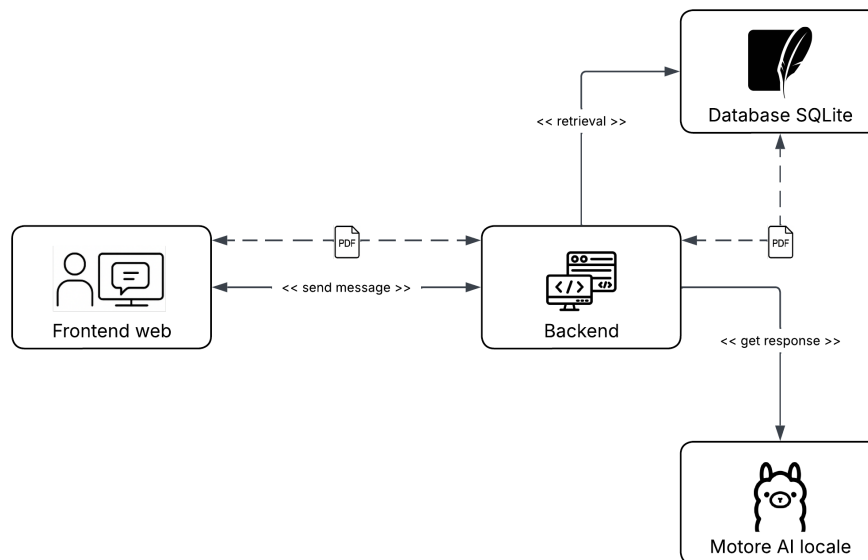 Database SQLite
<< retrieval >>
PDF
PDF
<< send message >>
Frontend web
</>
</>
Backend
<< get response >>
Motore AI locale